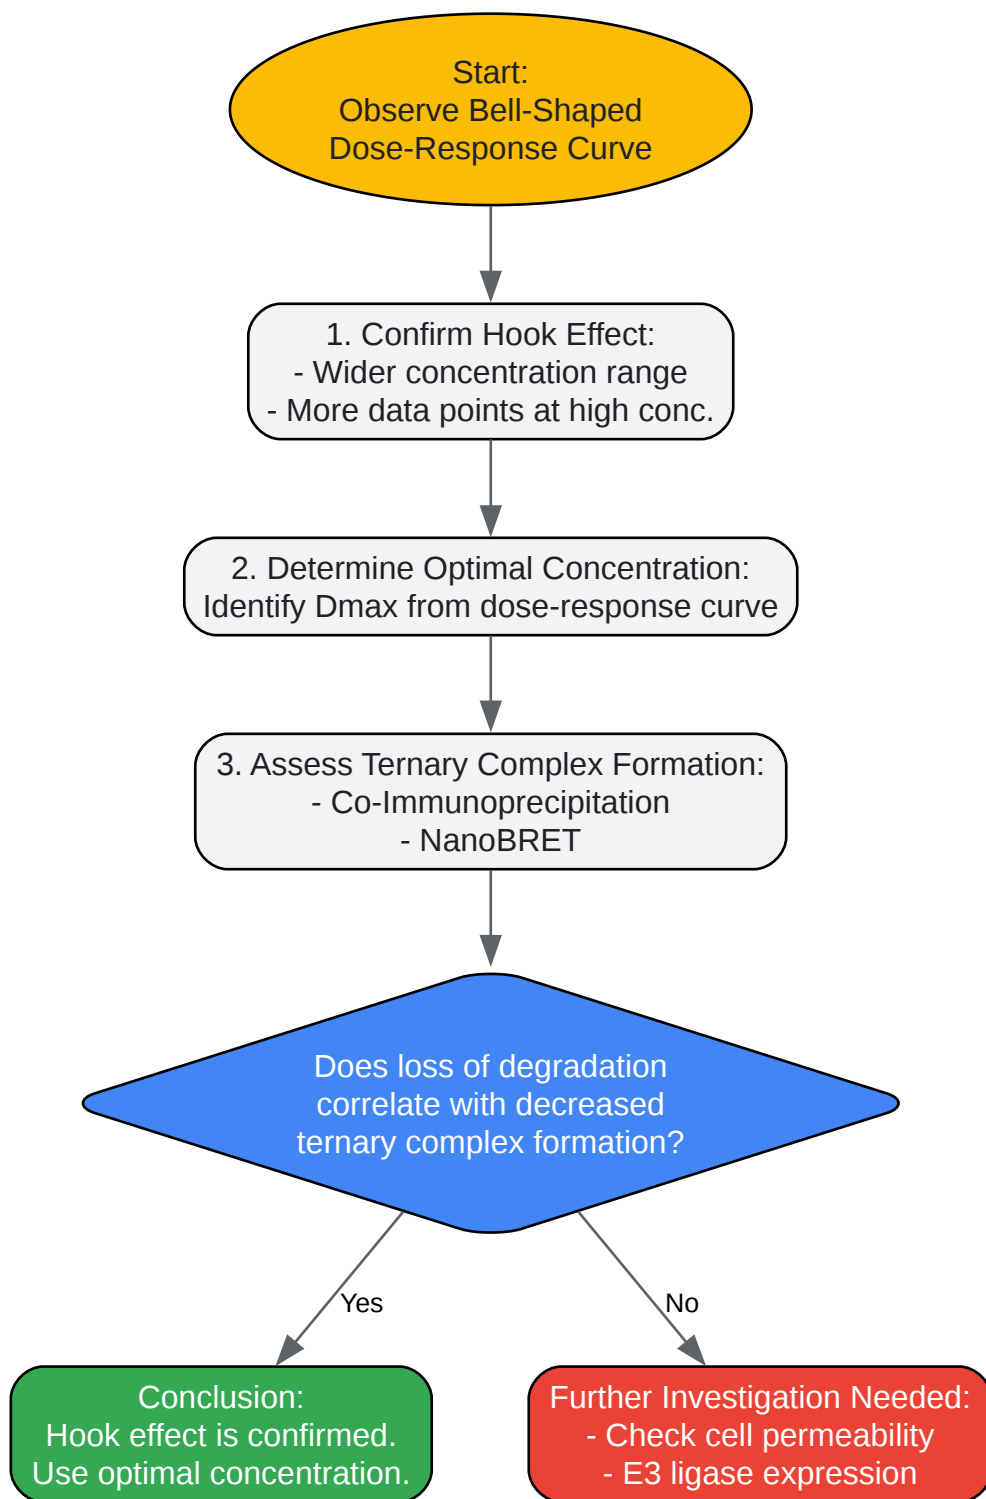 Start:
Observe Bell-Shaped
Dose-Response Curve
1. Confirm Hook Effect:
- Wider concentration range
- More data points at high conc.
2. Determine Optimal Concentration:
Identify Dmax from dose-response curve
3. Assess Ternary Complex Formation:
- Co-Immunoprecipitation
- NanoBRET
Does loss of degradation
correlate with decreased
ternary complex formation?
Yes
No
Conclusion:
Hook effect is confirmed.
Use optimal concentration.
Further Investigation Needed:
- Check cell permeability
- E3 ligase expression